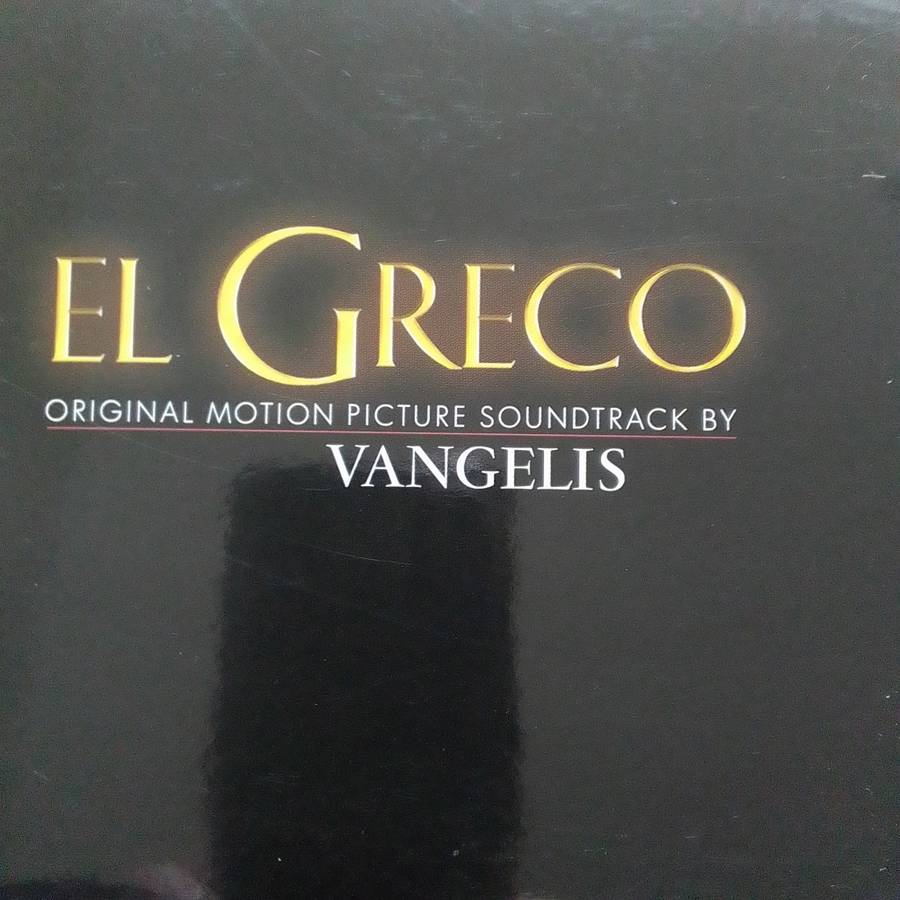 EL GRECO
ORIGINAL MOTION PICTURE SOUNDTRACK BY
VANGELIS